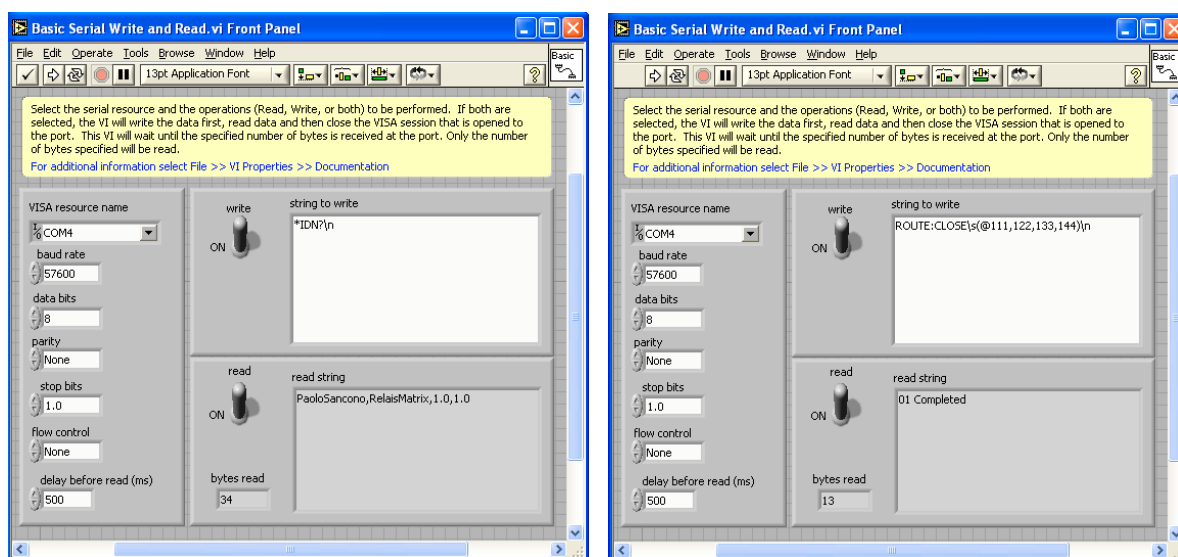 Basic Serial Write and Read.vi Front Panel
File Edit Operate Tools Browse Window Help
Basic
13pt Application Font
?
Select the serial resource and the operations (Read, Write, or both) to be performed. If both are
selected, the VI will write the data first, read data and then close the VISA session that is opened to
the port. This VI will wait until the specified number of bytes is received at the port. Only the number
of bytes specified will be read.
For additional information select File >> VI Properties >> Documentation
VISA resource name
COM4
baud rate
57600
data bits
8
parity
None
stop bits
1.0
flow control
None
delay before read (ms)
500
write
ON
string to write
*IDN?\n
read
ON
read string
PaoloSancono,RelaisMatrix,1.0,1.0
bytes read
34
Basic Serial Write and Read.vi Front Panel
File Edit Operate Tools Browse Window Help
Basic
13pt Application Font
?
Select the serial resource and the operations (Read, Write, or both) to be performed. If both are
selected, the VI will write the data first, read data and then close the VISA session that is opened to
the port. This VI will wait until the specified number of bytes is received at the port. Only the number
of bytes specified will be read.
For additional information select File >> VI Properties >> Documentation
VISA resource name
COM4
baud rate
57600
data bits
8
parity
None
stop bits
1.0
flow control
None
delay before read (ms)
500
write
ON
string to write
ROUTE:CLOSE\s(@111,122,133,144)\n
read
ON
read string
01 Completed
bytes read
13